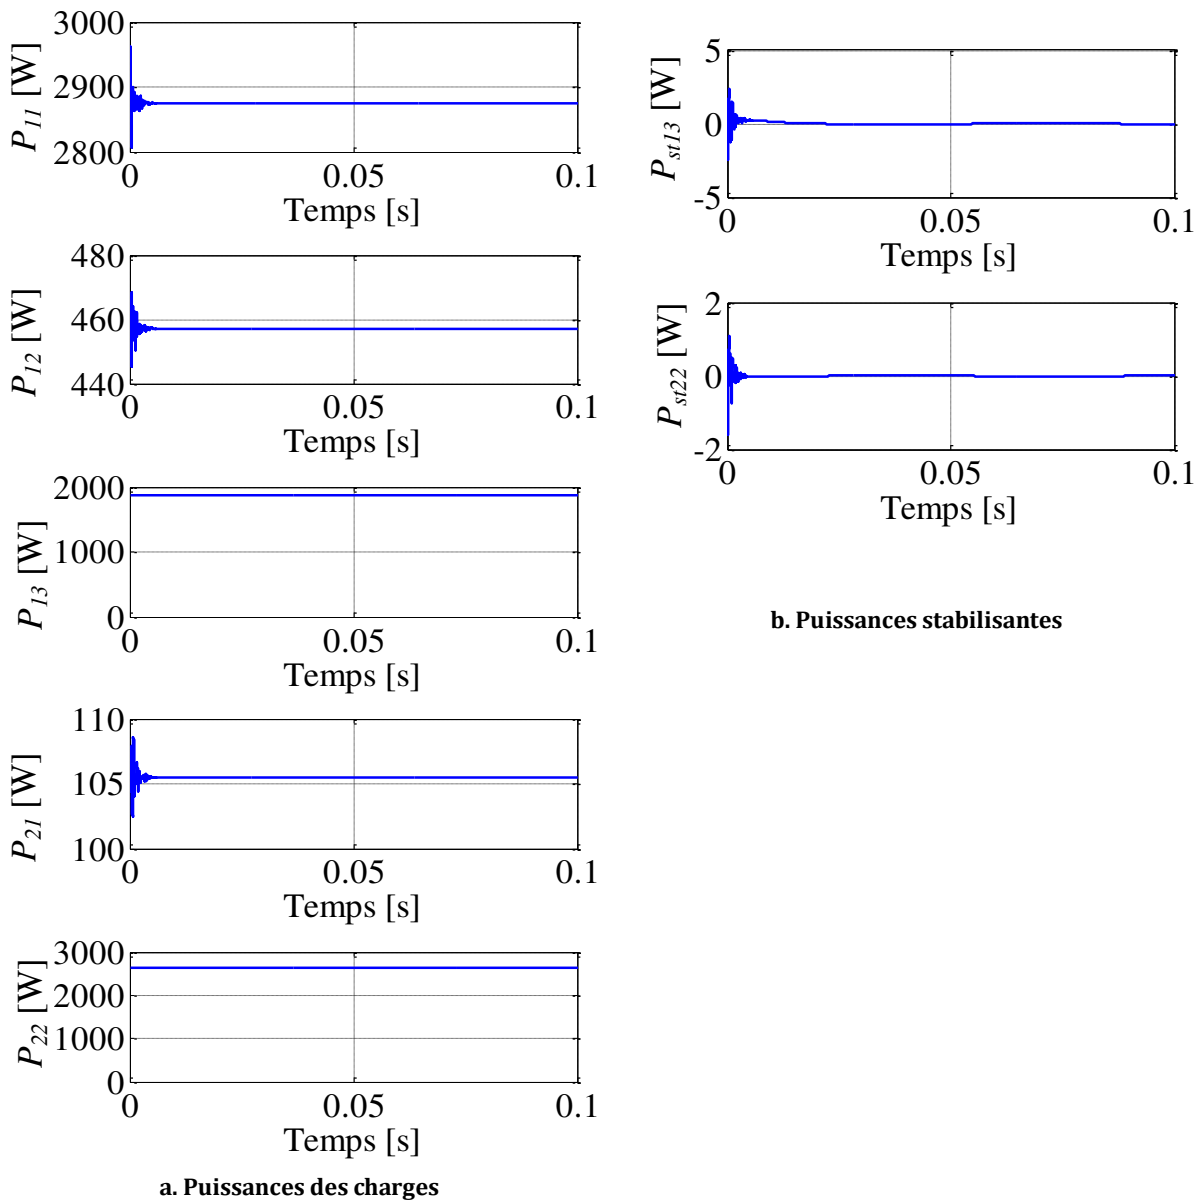 3000
2900
2800
P11 [W]
0 0.05 0.1
Temps [s]
480
460
440
P12 [W]
0 0.05 0.1
Temps [s]
2000
1000
0
P13 [W]
0 0.05 0.1
Temps [s]
110
105
100
P21 [W]
0 0.05 0.1
Temps [s]
3000
2000
1000
0
P22 [W]
0 0.05 0.1
Temps [s]
a. Puissances des charges
5
0
-5
Pst13 [W]
0 0.05 0.1
Temps [s]
2
0
-2
Pst22 [W]
0 0.05 0.1
Temps [s]
b. Puissances stabilisantes